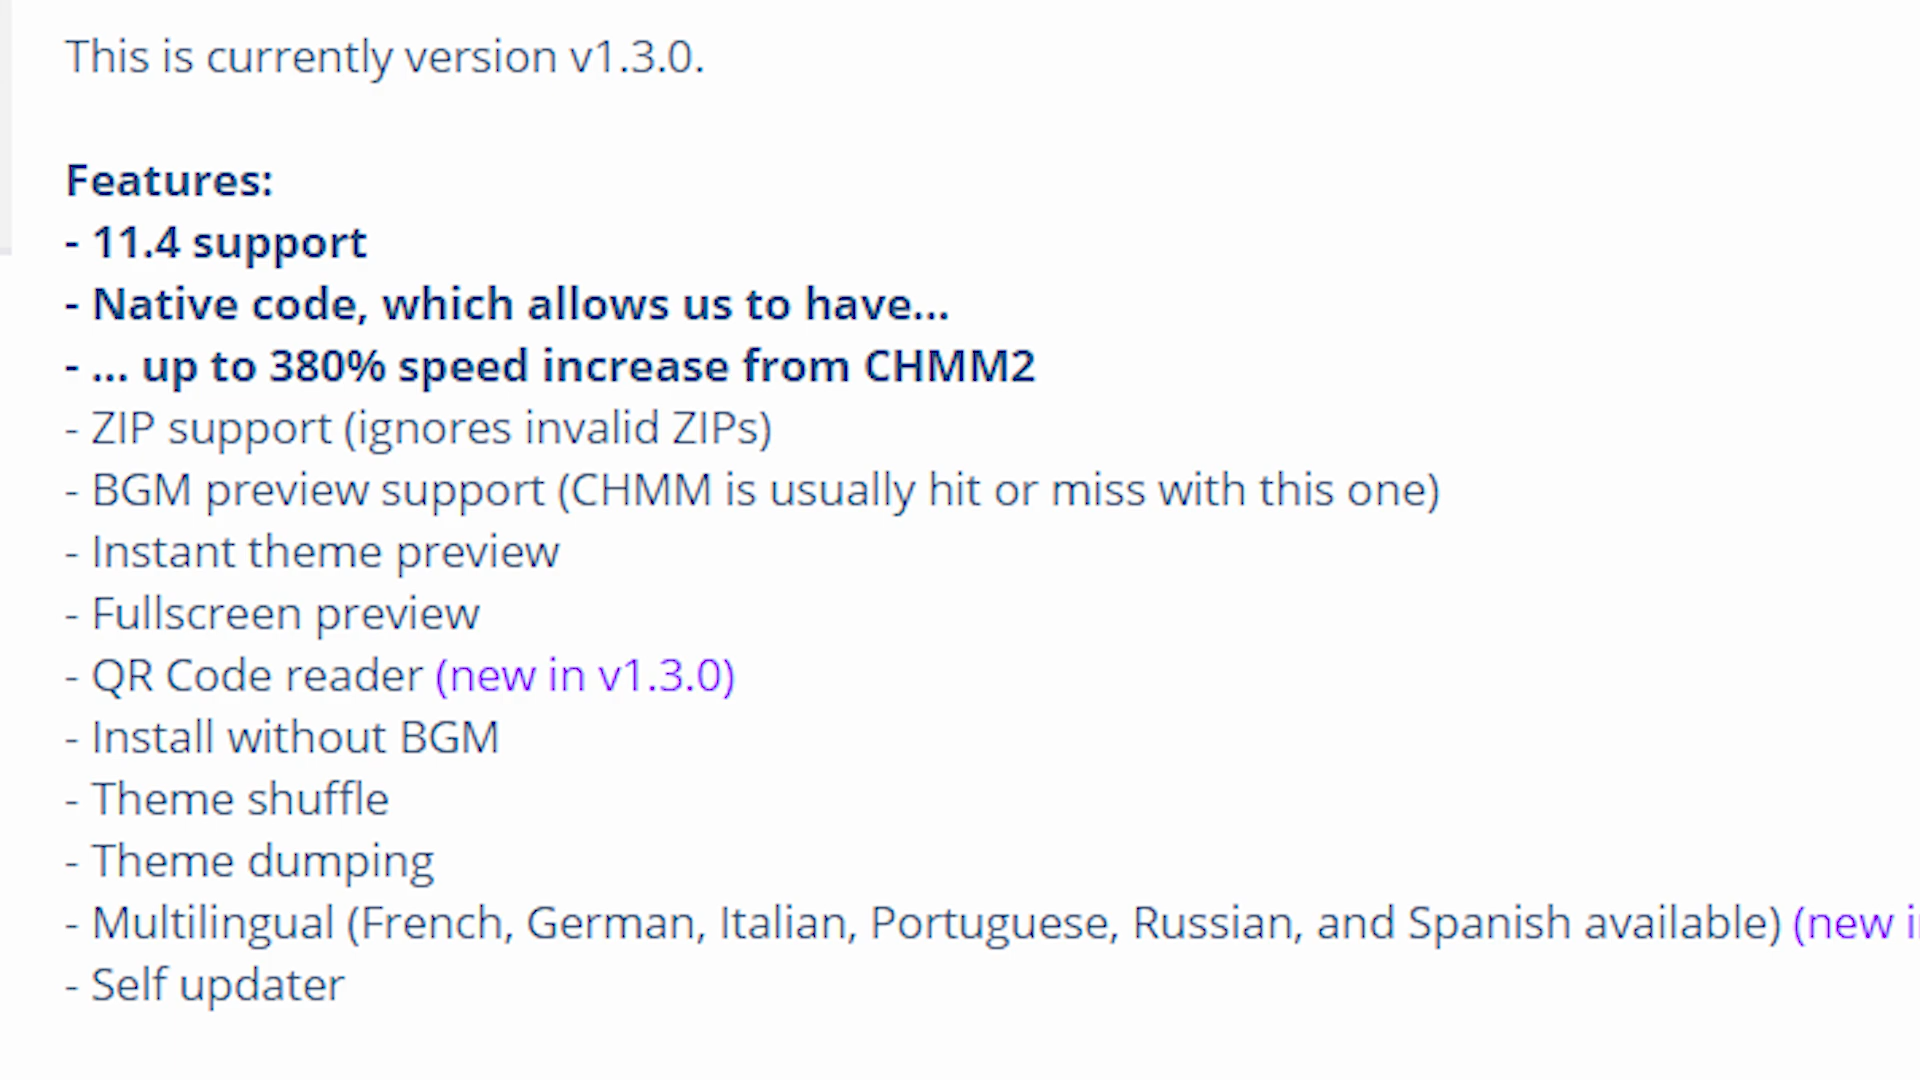 This is currently version v1.3.0.
Features:
- 11.4 support
- Native code, which allows us to have...
- ... up to 380% speed increase from CHMM2
- ZIP support (ignores invalid ZIPs)
- BGM preview support (CHMM is usually hit or miss with this one)
- Instant theme preview
- Fullscreen preview
- QR Code reader (new in v1.3.0)
- Install without BGM
- Theme shuffle
- Theme dumping
- Multilingual (French, German, Italian, Portuguese, Russian, and Spanish available) (new
- Self updater